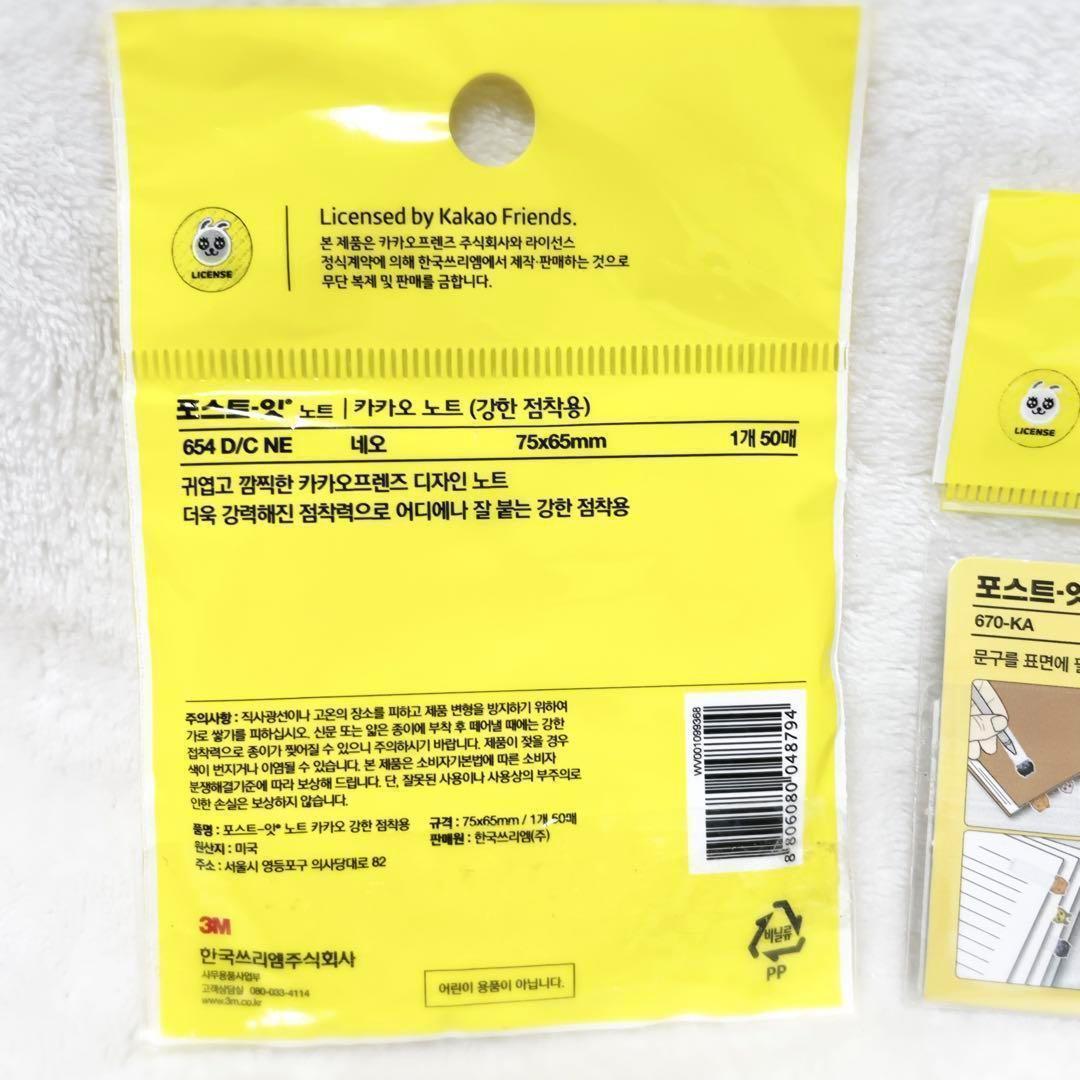 LICENSE
Licensed by Kakao Friends.
본 제품은 카카오프렌즈 주식회사와 라이선스
정식계약에 의해 한국쓰리엠에서 제작·판매하는 것으로
무단 복제 및 판매를 금합니다.
포스트-잇® 노트 | 카카오 노트 (강한 점착용)
654 D/C NE 네오 75x65mm 1개 50매
귀엽고 깜찍한 카카오프렌즈 디자인 노트
더욱 강력해진 점착력으로 어디에나 잘 붙는 강한 점착용
주의사항 : 직사광선이나 고온의 장소를 피하고 제품 변형을 방지하기 위하여
가로 쌓기를 피하십시오. 신문 또는 얇은 종이에 부착 후 떼어낼 때에는 강한
접착력으로 종이가 찢어질 수 있으니 주의하시기 바랍니다. 제품이 젖을 경우
색이 번지거나 이염될 수 있습니다. 본 제품은 소비자기본법에 따른 소비자
분쟁해결기준에 따라 보상해 드립니다. 단, 잘못된 사용이나 사용상의 부주의로
인한 손실은 보상하지 않습니다.
품명 : 포스트-잇® 노트 카카오 강한 점착용
규격 : 75x65mm / 1개 50매
원산지 : 미국
판매원 : 한국쓰리엠(주)
주소 : 서울시 영등포구 의사당대로 82
WV001099368
8 806080 048794
3M
한국쓰리엠주식회사
사무용품사업부
고객상담실 080-033-4114
www.3m.co.kr
어린이 용품이 아닙니다.
비닐류
PP
LICENSE
포스트-잇
670-KA
문구를 표면에